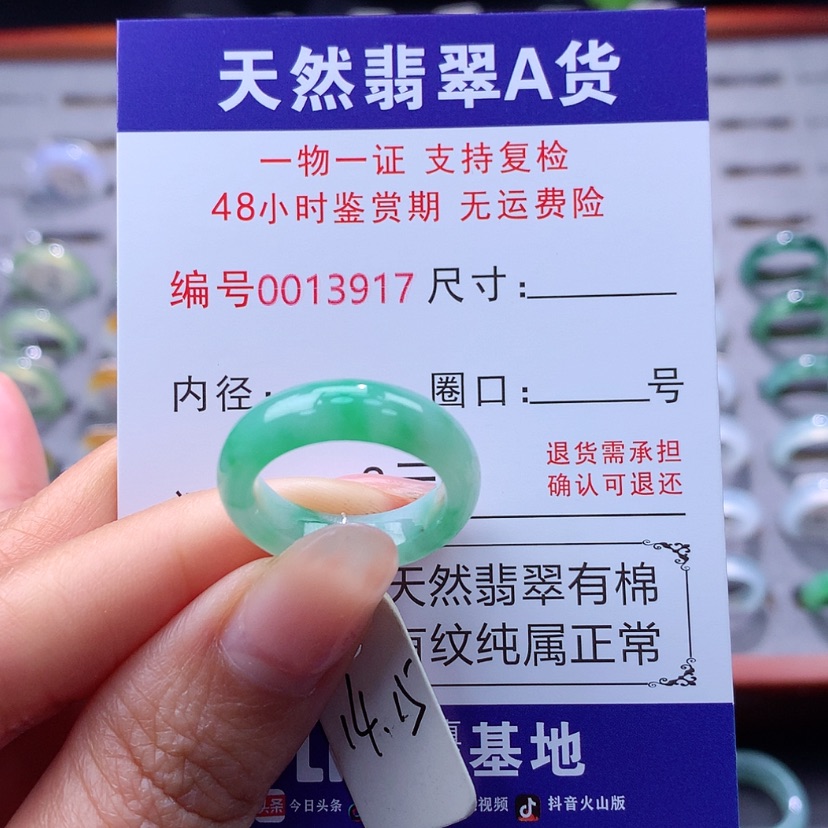 天然翡翠A货
一物一证 支持复检
48小时鉴赏期 无运费险
编号0013917 尺寸:
内径: 圈口: 号
退货需承担
确认可退还
天然翡翠有棉
有纹纯属正常
14.15
基地
头条 今日头条 视频 抖音火山版